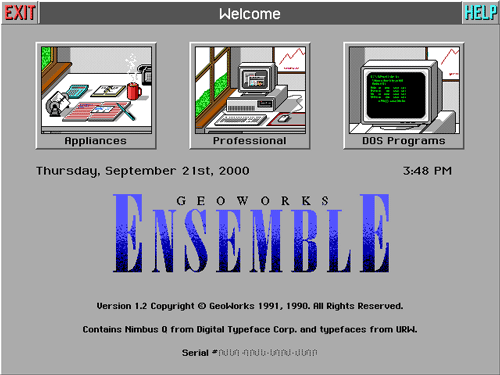 EXIT Welcome HELP
Appliances Professional DOS Programs
Thursday, September 21st, 2000 3:48 PM
GEOWORKS
ENSEMBLE
Version 1.2 Copyright © GeoWorks 1991, 1990. All Rights Reserved.
Contains Nimbus Q from Digital Typeface Corp. and typefaces from URW.
Serial #